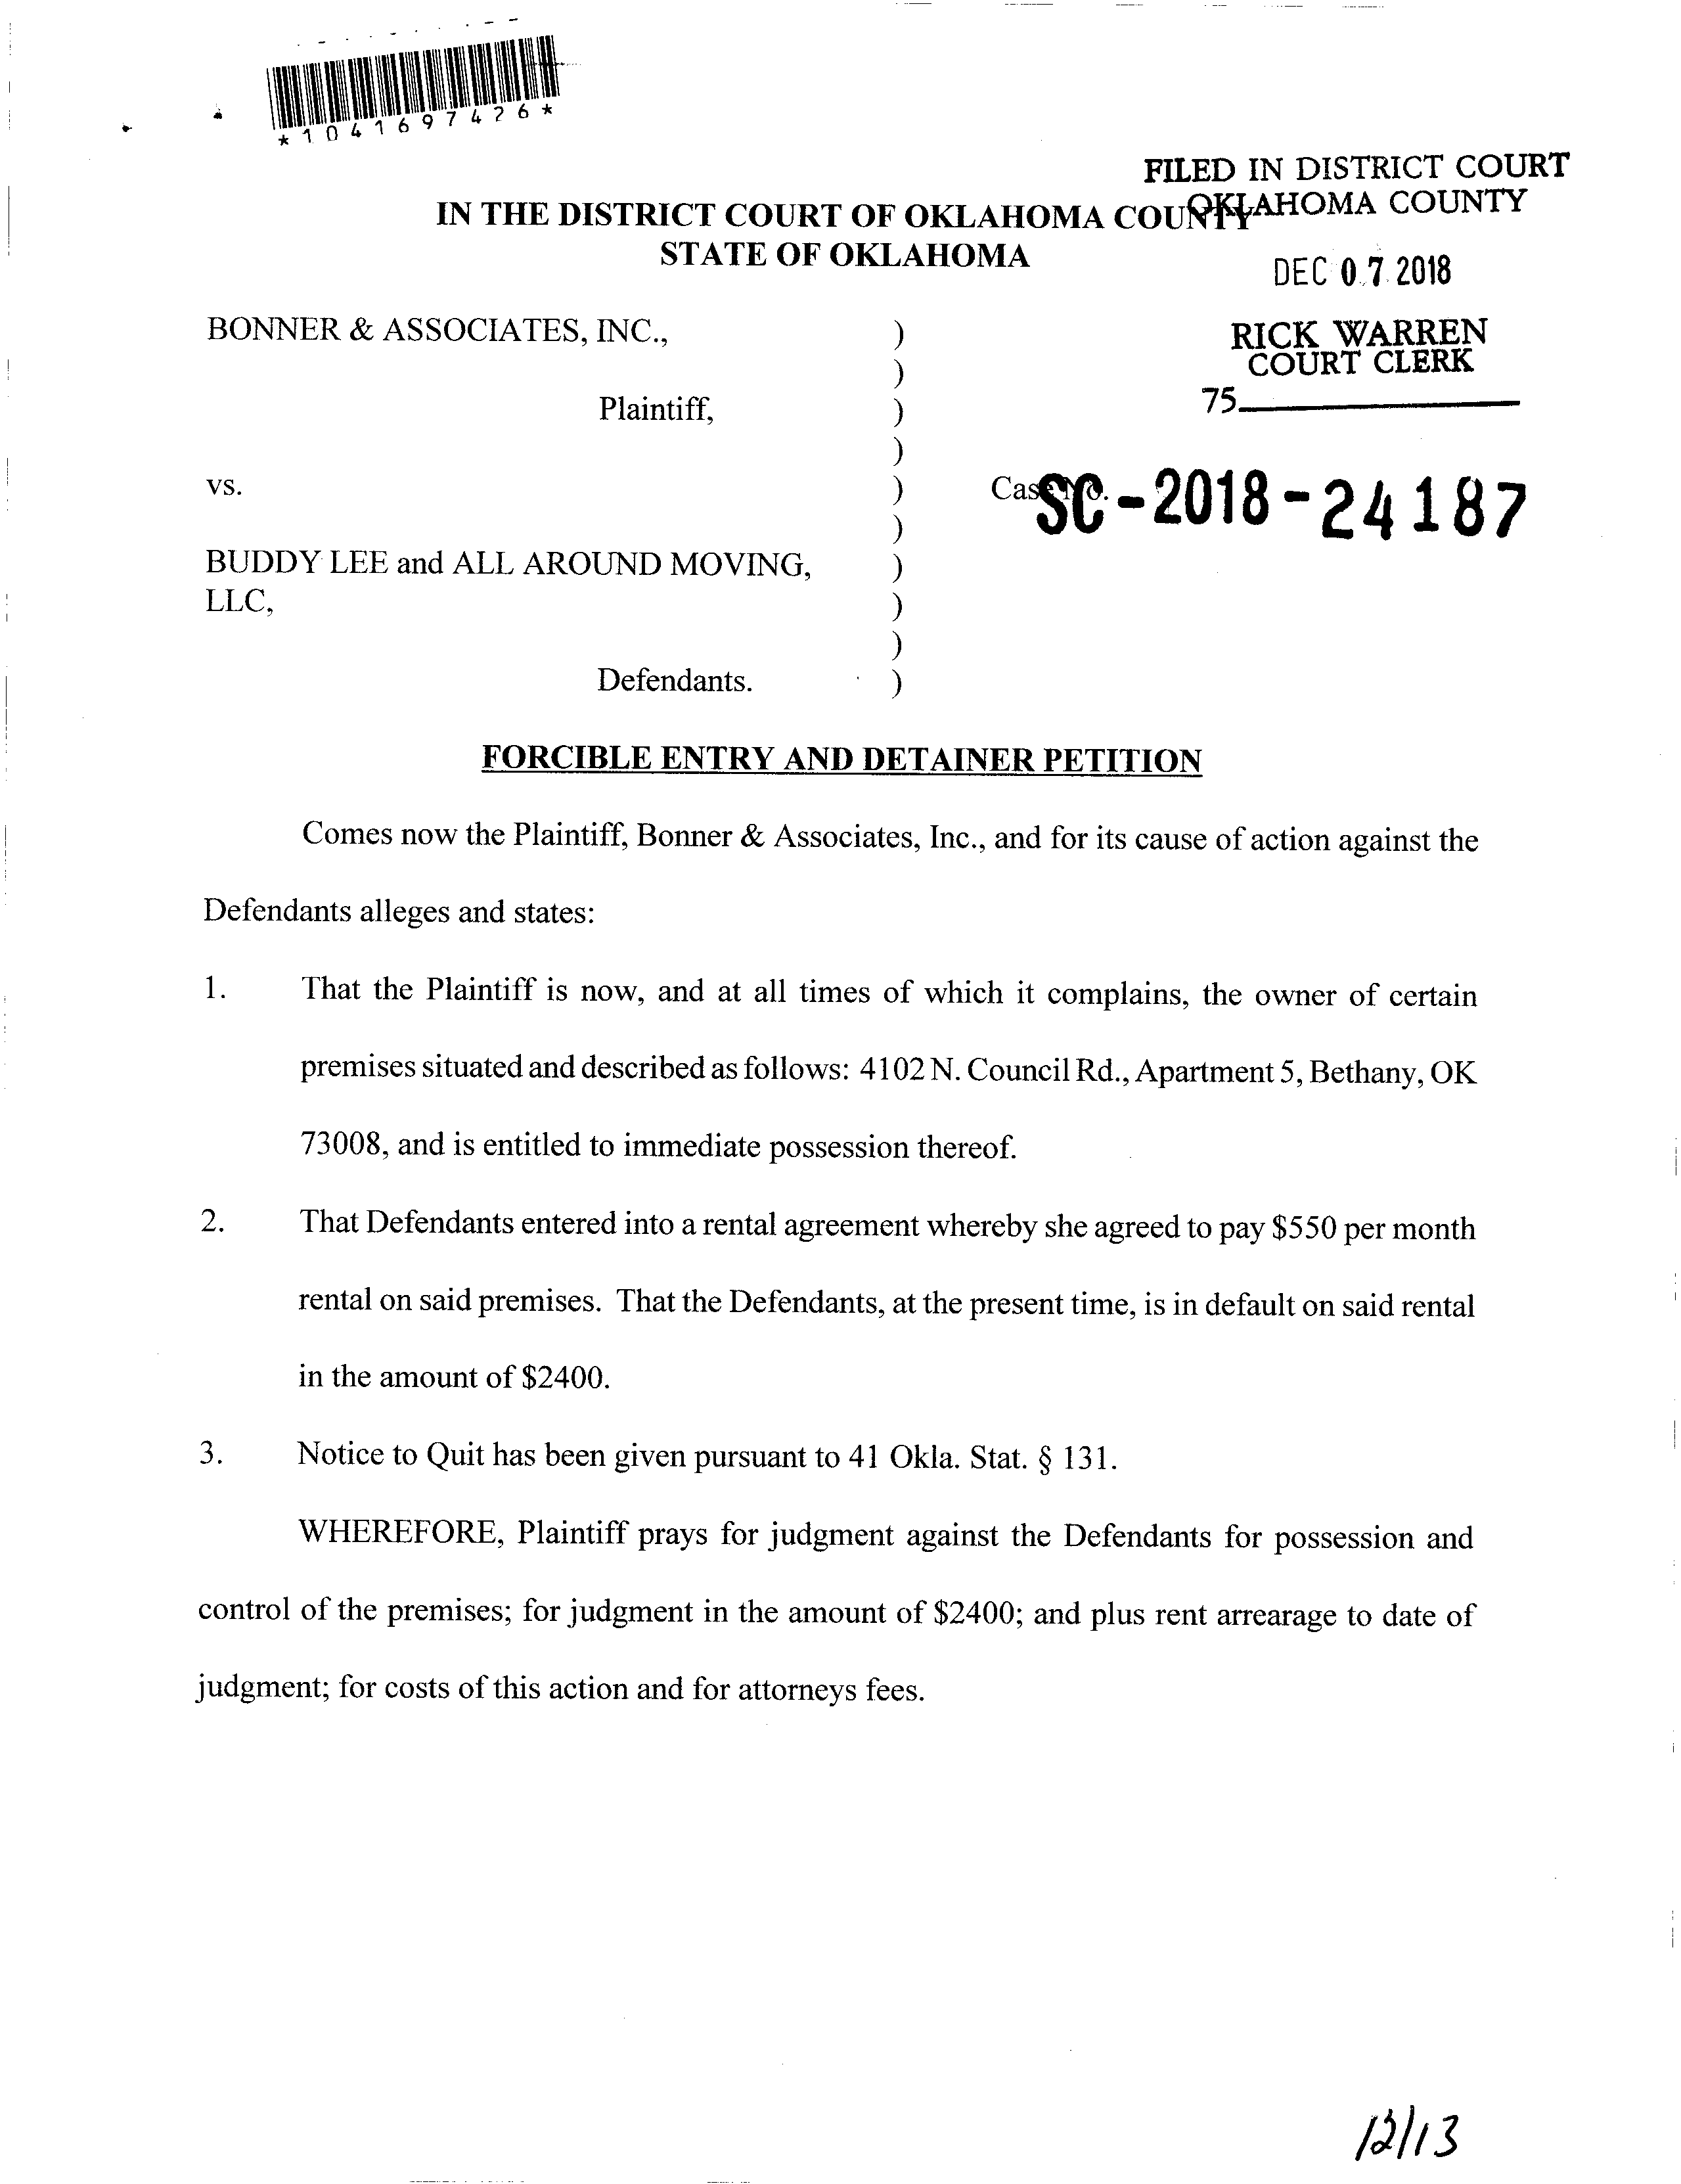 *1041697426*
FILED IN DISTRICT COURT
OKLAHOMA COUNTY
IN THE DISTRICT COURT OF OKLAHOMA COUNTY
STATE OF OKLAHOMA
DEC 07 2018
BONNER & ASSOCIATES, INC., )
RICK WARREN
)
COURT CLERK
Plaintiff, )
75
)
vs. )
Case No. SC-2018-24187
)
BUDDY LEE and ALL AROUND MOVING, )
LLC, )
)
Defendants. )
FORCIBLE ENTRY AND DETAINER PETITION
Comes now the Plaintiff, Bonner & Associates, Inc., and for its cause of action against the
Defendants alleges and states:
1. That the Plaintiff is now, and at all times of which it complains, the owner of certain
premises situated and described as follows: 4102 N. Council Rd., Apartment 5, Bethany, OK
73008, and is entitled to immediate possession thereof.
2. That Defendants entered into a rental agreement whereby she agreed to pay $550 per month
rental on said premises. That the Defendants, at the present time, is in default on said rental
in the amount of $2400.
3. Notice to Quit has been given pursuant to 41 Okla. Stat. § 131.
WHEREFORE, Plaintiff prays for judgment against the Defendants for possession and
control of the premises; for judgment in the amount of $2400; and plus rent arrearage to date of
judgment; for costs of this action and for attorneys fees.
12/13